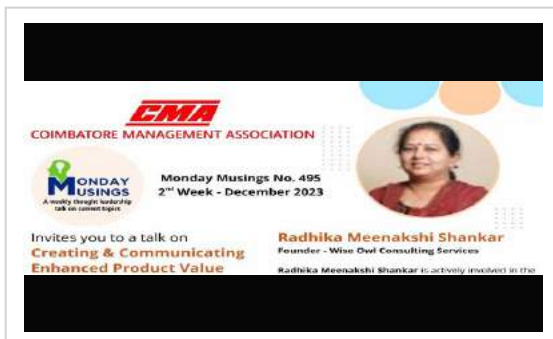 CMA
COIMBATORE MANAGEMENT ASSOCIATION
MONDAY
MUSINGS
A weekly thought leadership
talk on current topics
Monday Musings No. 495
2nd Week - December 2023
Invites you to a talk on
Creating & Communicating
Enhanced Product Value
Radhika Meenakshi Shankar
Founder - Wise Owl Consulting Services
Radhika Meenakshi Shankar is actively involved in the